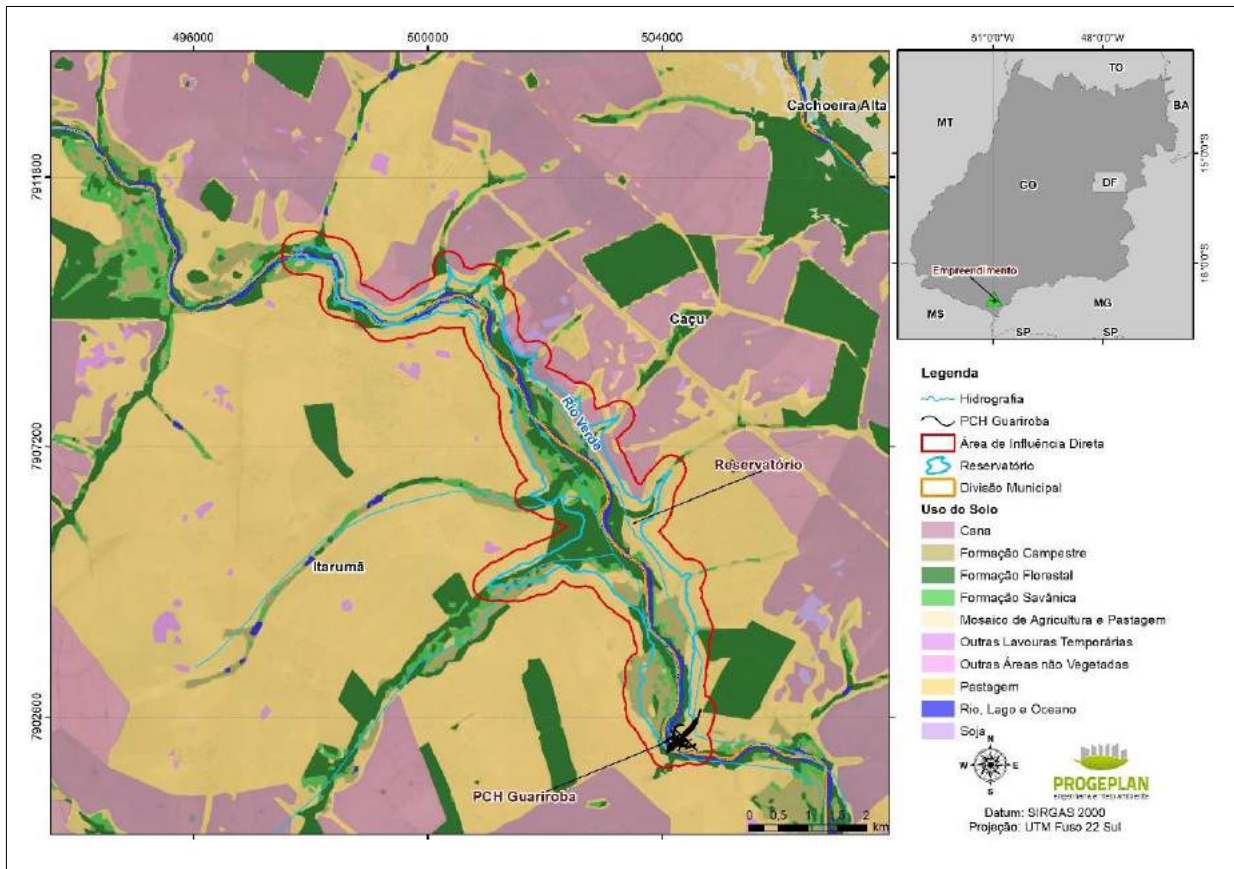 496000
500000
504000
7911800
7907200
7902600
Cachoeira Alta
Caçu
Rio Verde
Reservatório
Itarumã
PCH Guariroba
0 0,5 1 1,5 2
km
51°0'0"W
48°0'0"W
15°0'0"S
18°0'0"S
TO
BA
MT
GO
DF
Empreendimento
MS
MG
SP
SP
Legenda
Hidrografia
PCH Guariroba
Área de Influência Direta
Reservatório
Divisão Municipal
Uso do Solo
Cana
Formação Campestre
Formação Florestal
Formação Savânica
Mosaico de Agricultura e Pastagem
Outras Lavouras Temporárias
Outras Áreas não Vegetadas
Pastagem
Rio, Lago e Oceano
Soja
N
W E
S
PROGEPLAN
engenharia e meio ambiente
Datum: SIRGAS 2000
Projeção: UTM Fuso 22 Sul